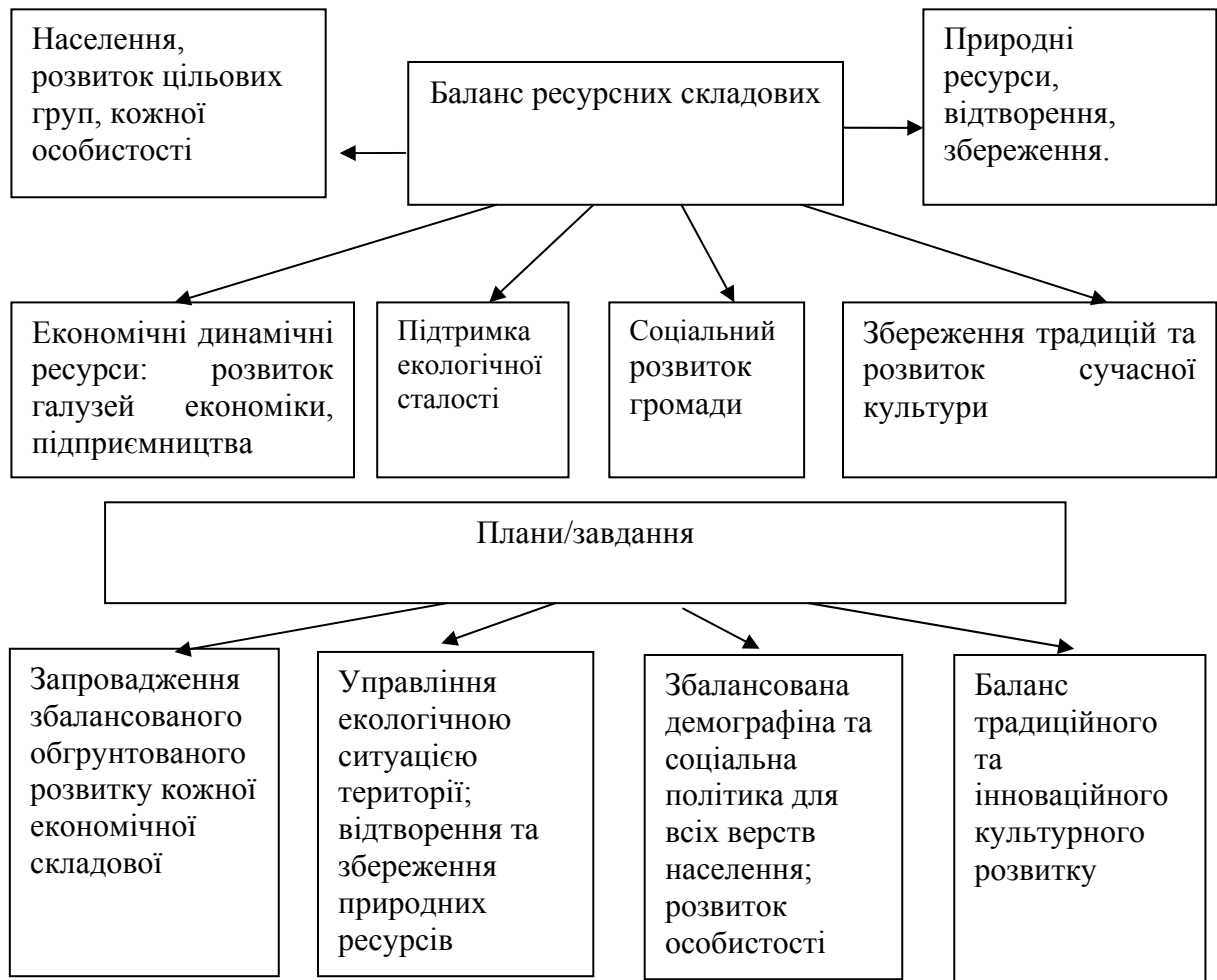 Населення,
розвиток цільових
груп, кожної
особистості
Баланс ресурсних складових
Природні
ресурси,
відтворення,
збереження.
Економічні динамічні
ресурси: розвиток
галузей економіки,
підприємництва
Підтримка
екологічної
сталості
Соціальний
розвиток
громади
Збереження традицій та
розвиток сучасної
культури
Плани/завдання
Запровадження
збалансованого
обгрунтованого
розвитку кожної
економічної
складової
Управління
екологічною
ситуацією
території;
відтворення та
збереження
природних
ресурсів
Збалансована
демографіна та
соціальна
політика для
всіх верств
населення;
розвиток
особистості
Баланс
традиційного
та
інноваційного
культурного
розвитку